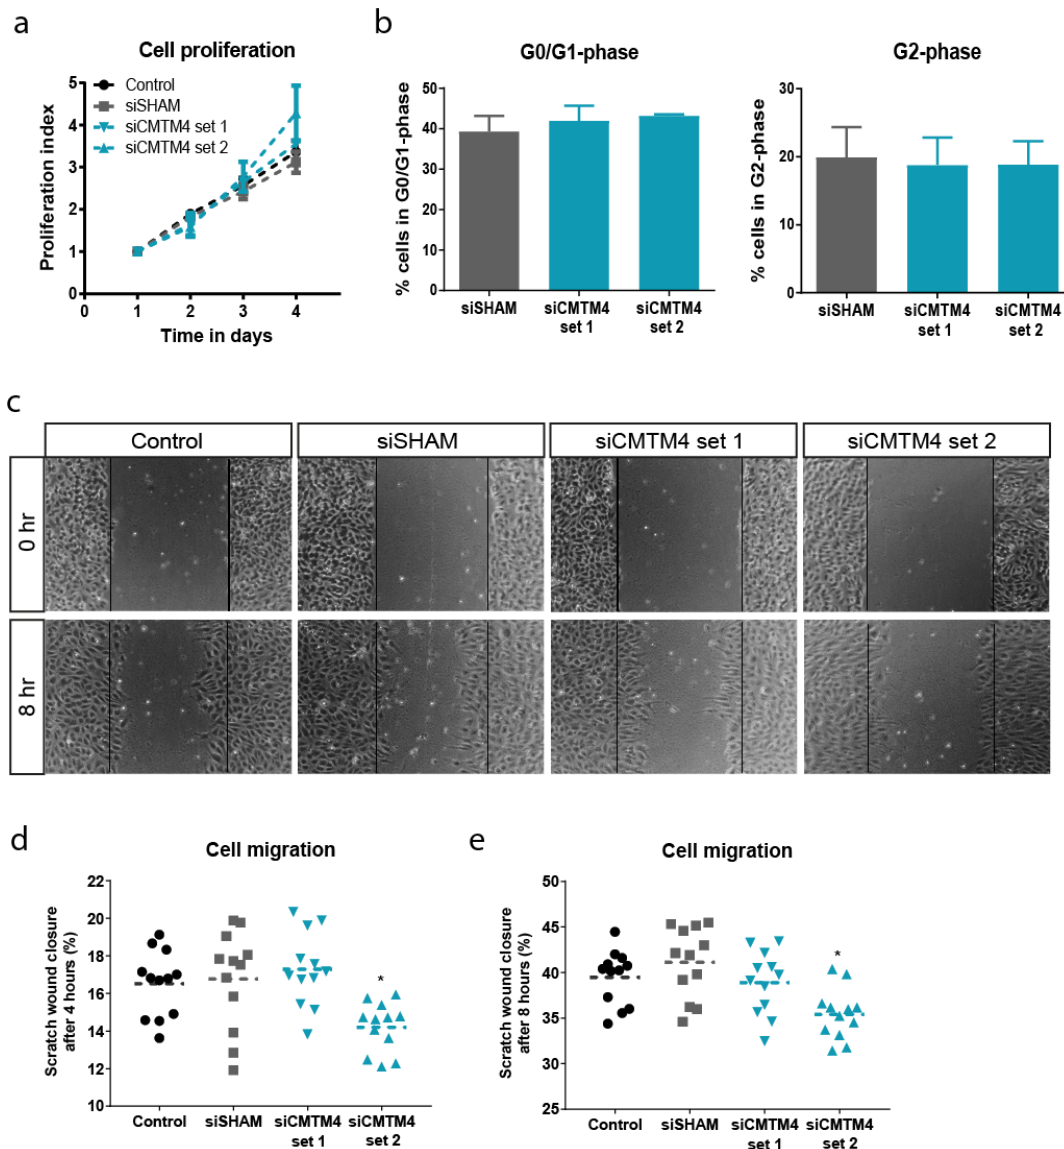 a
Cell proliferation
Control
siSHAM
siCMTM4 set 1
siCMTM4 set 2
Proliferation index
5
4
3
2
1
0
0 1 2 3 4
Time in days
b
G0/G1-phase
% cells in G0/G1-phase
50
40
30
20
10
0
siSHAM siCMTM4 siCMTM4
set 1 set 2
G2-phase
% cells in G2-phase
30
20
10
0
siSHAM siCMTM4 siCMTM4
set 1 set 2
c
Control siSHAM siCMTM4 set 1 siCMTM4 set 2
0 hr
8 hr
d
Cell migration
Scratch wound closure
after 4 hours (%)
22
20
18
16
14
12
10
*
Control siSHAM siCMTM4 siCMTM4
set 1 set 2
e
Cell migration
Scratch wound closure
after 8 hours (%)
50
45
40
35
30
25
*
Control siSHAM siCMTM4 siCMTM4
set 1 set 2